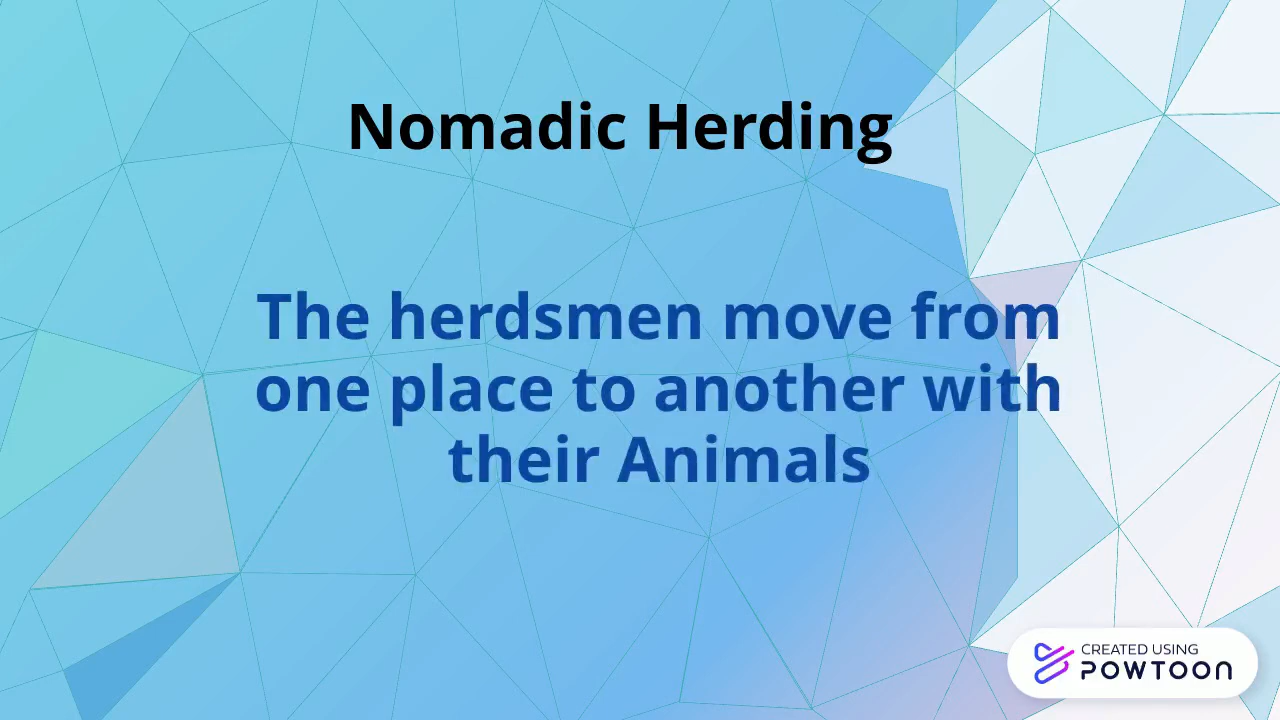 Nomadic Herding
The herdsmen move from
one place to another with
their Animals
CREATED USING
POWTOON